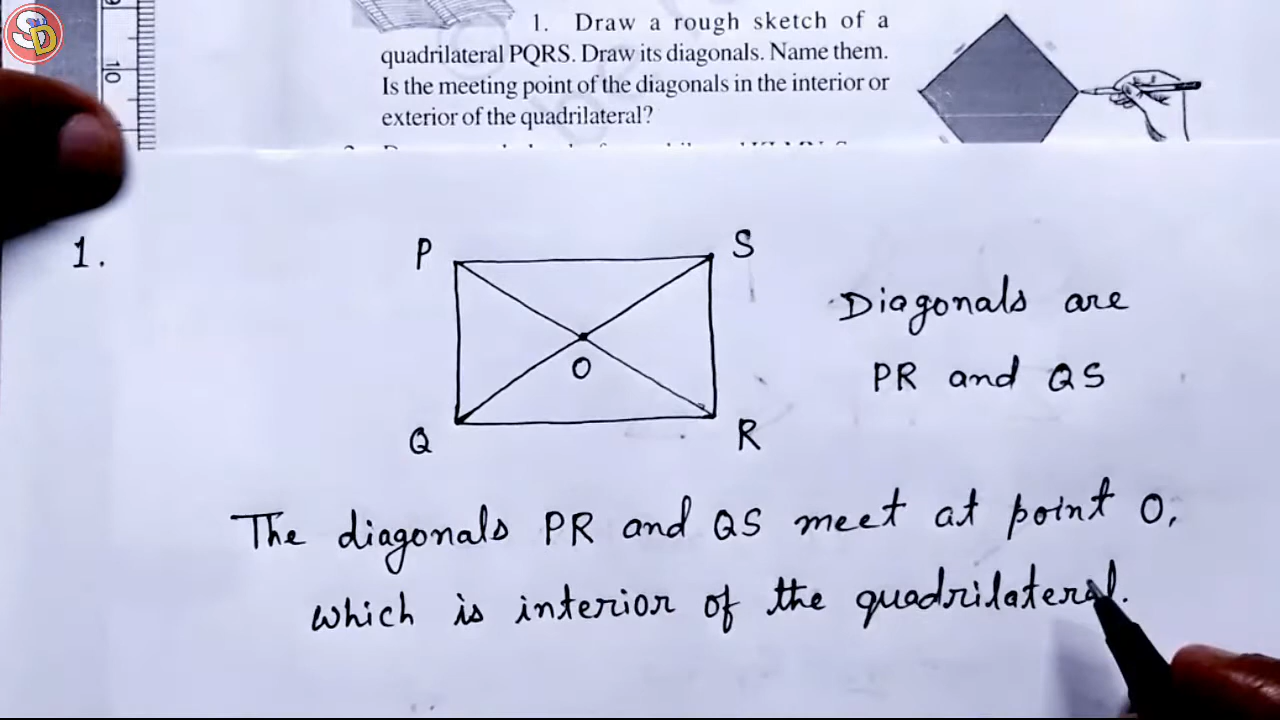 SD
10
1. Draw a rough sketch of a
quadrilateral PQRS. Draw its diagonals. Name them.
Is the meeting point of the diagonals in the interior or
exterior of the quadrilateral?
1.
P
S
Diagonals are
O
PR and QS
Q
R
The diagonals PR and QS meet at point O,
which is interior of the quadrilateral.